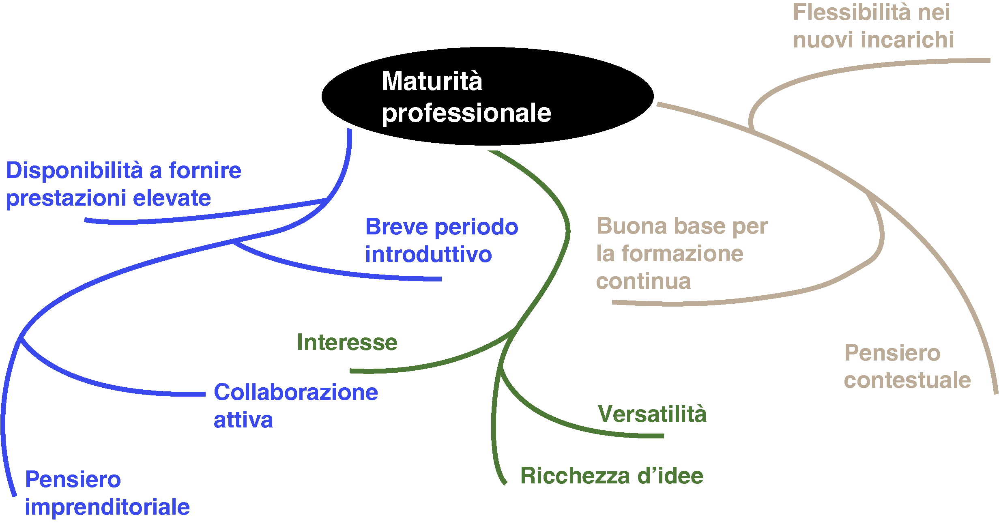 Flessibilità nei
nuovi incarichi
Maturità
professionale
Disponibilità a fornire
prestazioni elevate
Breve periodo
introduttivo
Buona base per
la formazione
continua
Interesse
Pensiero
contestuale
Collaborazione
attiva
Versatilità
Ricchezza d’idee
Pensiero
imprenditoriale